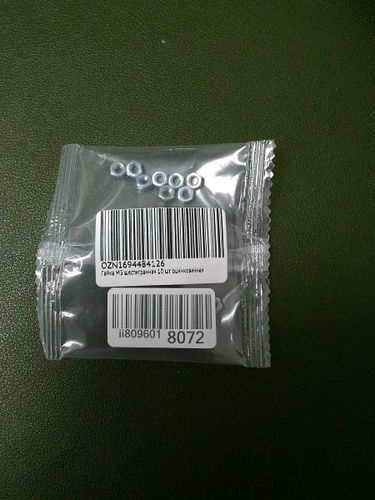 OZN1694484126
Гайка М3 шестигранная 10 шт оцинкованная
ii809601 8072